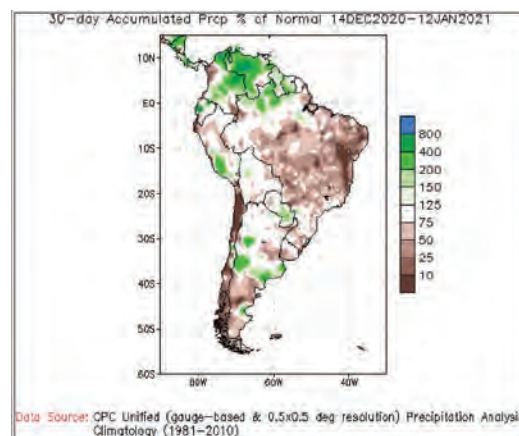 30-day Accumulated Prcp % of Normal 14DEC2020-12JAN2021
10N
EQ
10S
20S
30S
40S
50S
60S
80W 60W 40W
800
400
200
150
125
75
50
25
10
Data Source: CPC Unified (gauge-based & 0.5x0.5 deg resolution) Precipitation Analysi
Climatology (1981-2010)